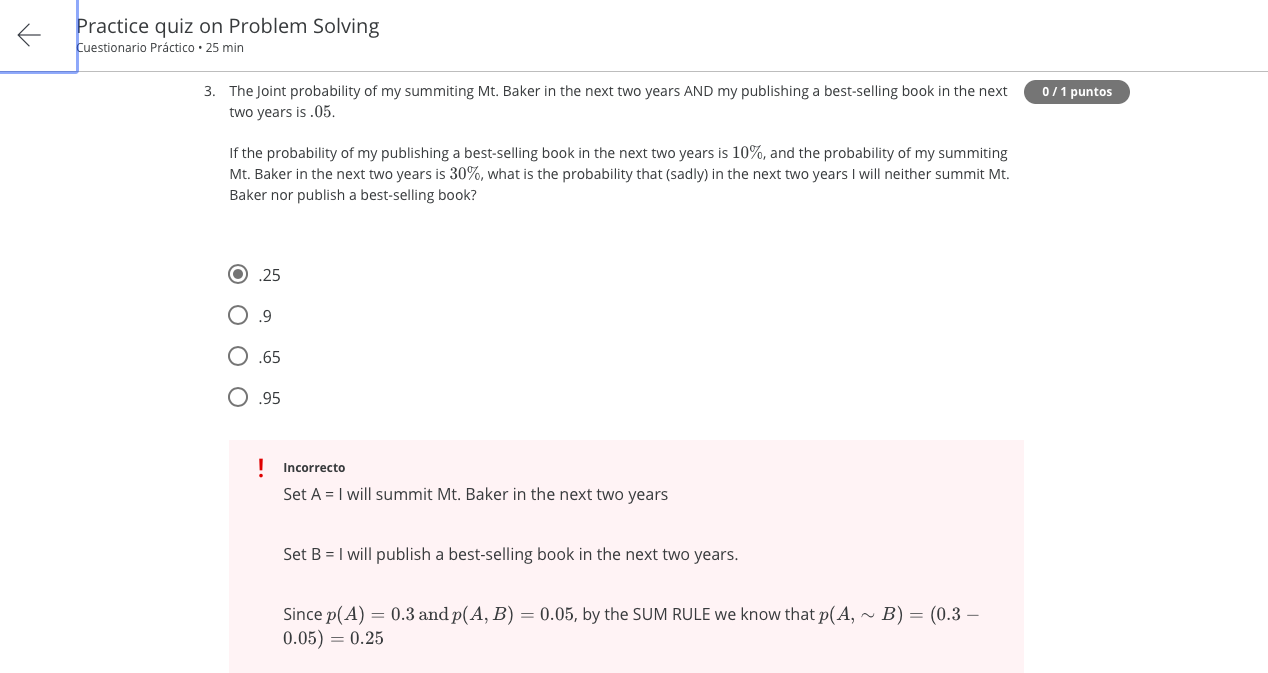 Practice quiz on Problem Solving
Cuestionario Práctico • 25 min
3. The Joint probability of my summiting Mt. Baker in the next two years AND my publishing a best-selling book in the next
two years is .05.
0 / 1 puntos
If the probability of my publishing a best-selling book in the next two years is 10%, and the probability of my summiting
Mt. Baker in the next two years is 30%, what is the probability that (sadly) in the next two years I will neither summit Mt.
Baker nor publish a best-selling book?
.25
.9
.65
.95
! Incorrecto
Set A = I will summit Mt. Baker in the next two years
Set B = I will publish a best-selling book in the next two years.
Since p(A) = 0.3 and p(A, B) = 0.05, by the SUM RULE we know that p(A, ∼ B) = (0.3 −
0.05) = 0.25